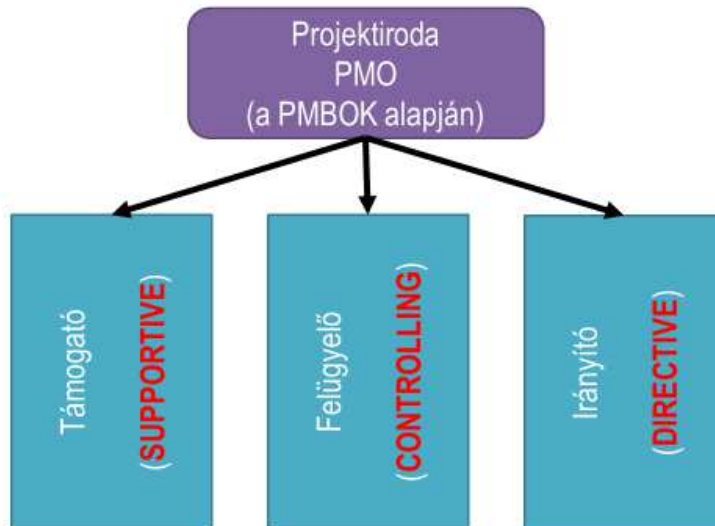 Projektiroda
PMO
(a PMBOK alapján)
Támogató
(SUPPORTIVE)
Felügyelő
(CONTROLLING)
Irányító
(DIRECTIVE)